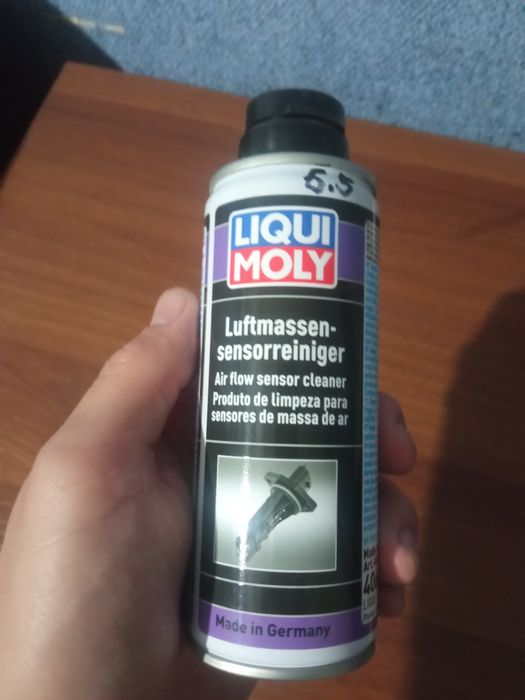 6.5
LIQUI
MOLY
Luftmassen-
sensorreiniger
Air flow sensor cleaner
Produto de limpeza para
sensores de massa de ar
Made in Germany